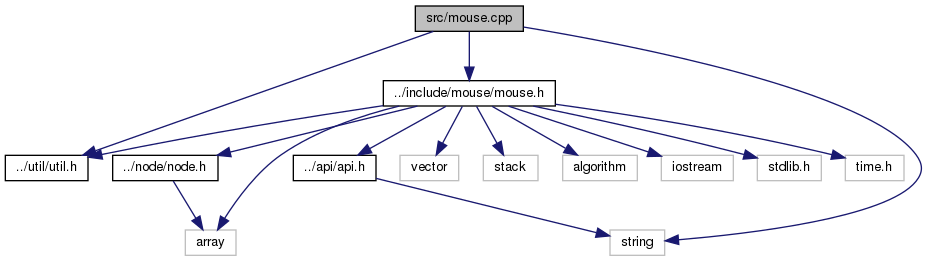 src/mouse.cpp
../include/mouse/mouse.h
../util/util.h
../node/node.h
../api/api.h
vector
stack
algorithm
iostream
stdlib.h
time.h
array
string